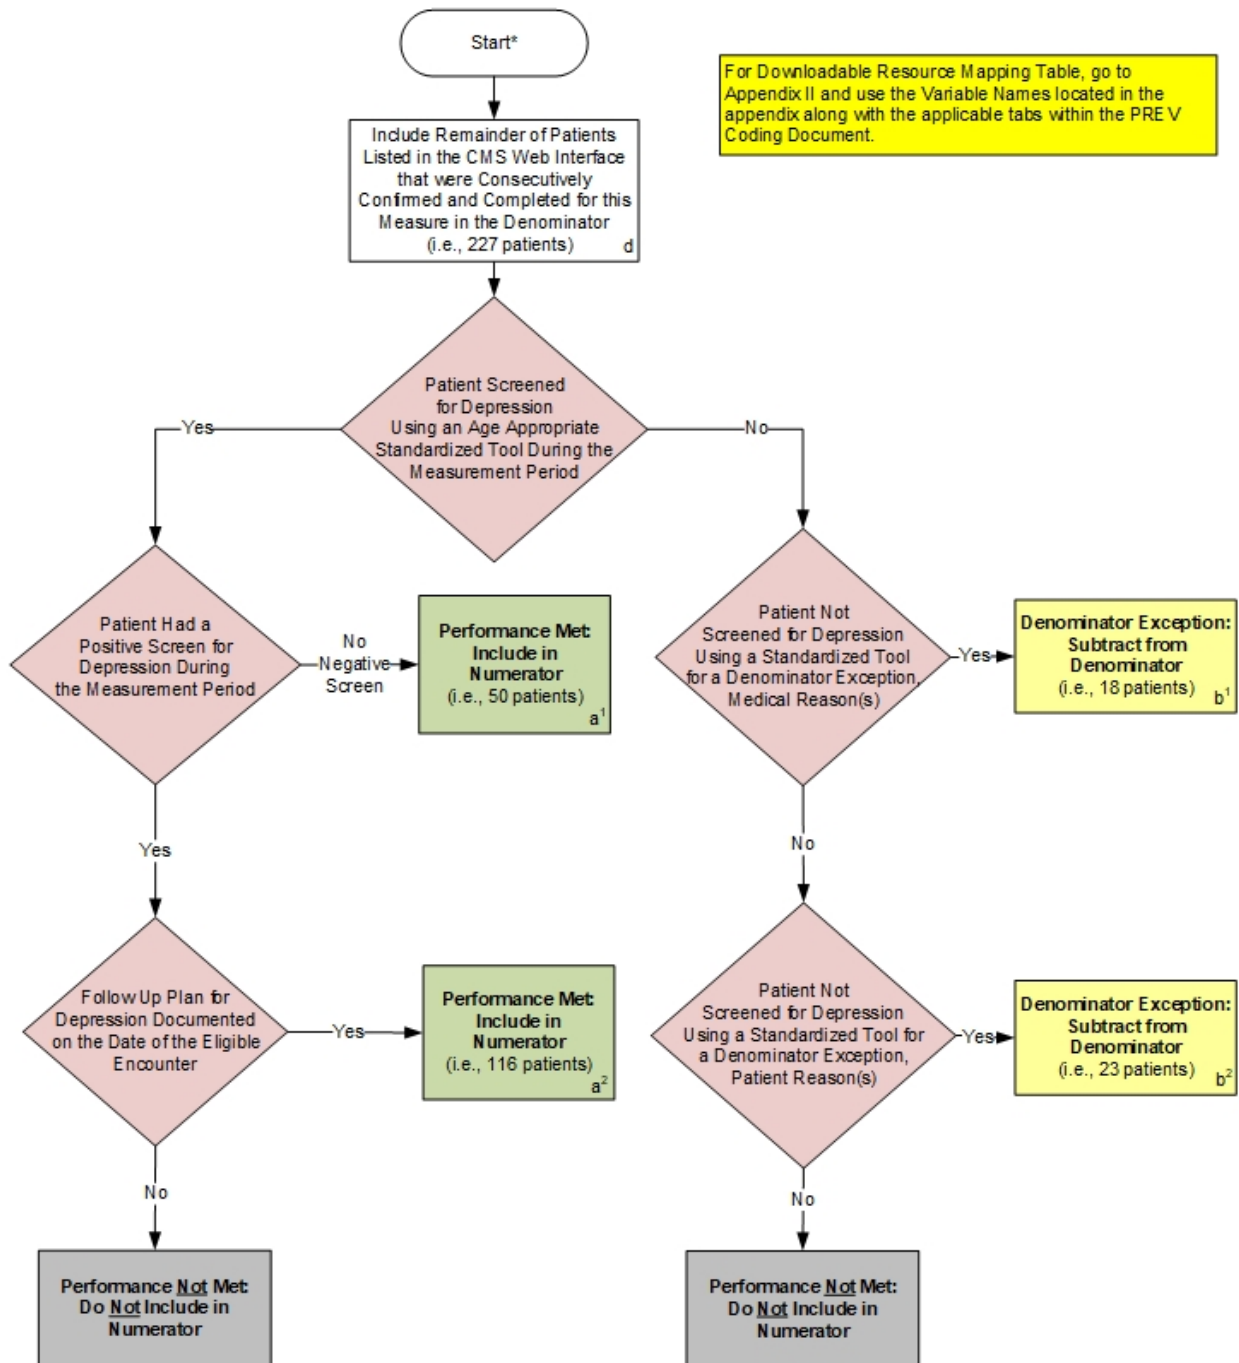 Start*
For Downloadable Resource Mapping Table, go to
Appendix II and use the Variable Names located in the
appendix along with the applicable tabs within the PREV
Coding Document.
Include Remainder of Patients
Listed in the CMS Web Interface
that were Consecutively
Confirmed and Completed for this
Measure in the Denominator
(i.e., 227 patients)
d
Patient Screened
for Depression
Using an Age Appropriate
Standardized Tool During the
Measurement Period
Yes
No
Patient Had a
Positive Screen for
Depression During
the Measurement Period
No
Negative
Screen
Performance Met:
Include in
Numerator
(i.e., 50 patients)
a¹
Patient Not
Screened for Depression
Using a Standardized Tool
for a Denominator Exception,
Medical Reason(s)
Yes
Denominator Exception:
Subtract from
Denominator
(i.e., 18 patients)
b¹
Yes
No
Follow Up Plan for
Depression Documented
on the Date of the Eligible
Encounter
Yes
Performance Met:
Include in
Numerator
(i.e., 116 patients)
a²
Patient Not
Screened for Depression
Using a Standardized Tool for
a Denominator Exception,
Patient Reason(s)
Yes
Denominator Exception:
Subtract from
Denominator
(i.e., 23 patients)
b²
No
No
Performance Not Met:
Do Not Include in
Numerator
Performance Not Met:
Do Not Include in
Numerator